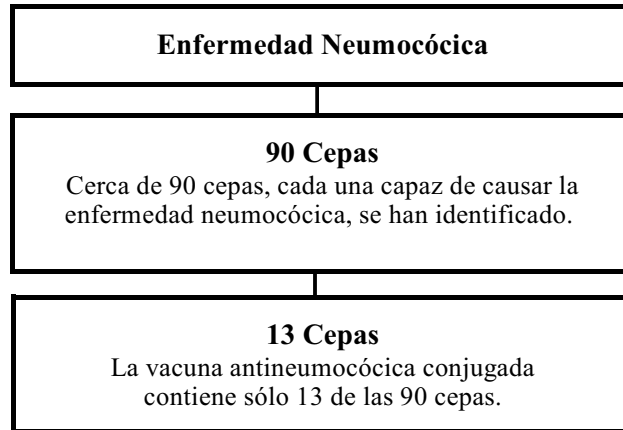 Enfermedad Neumocócica
90 Cepas
Cerca de 90 cepas, cada una capaz de causar la
enfermedad neumocócica, se han identificado.
13 Cepas
La vacuna antineumocócica conjugada
contiene sólo 13 de las 90 cepas.